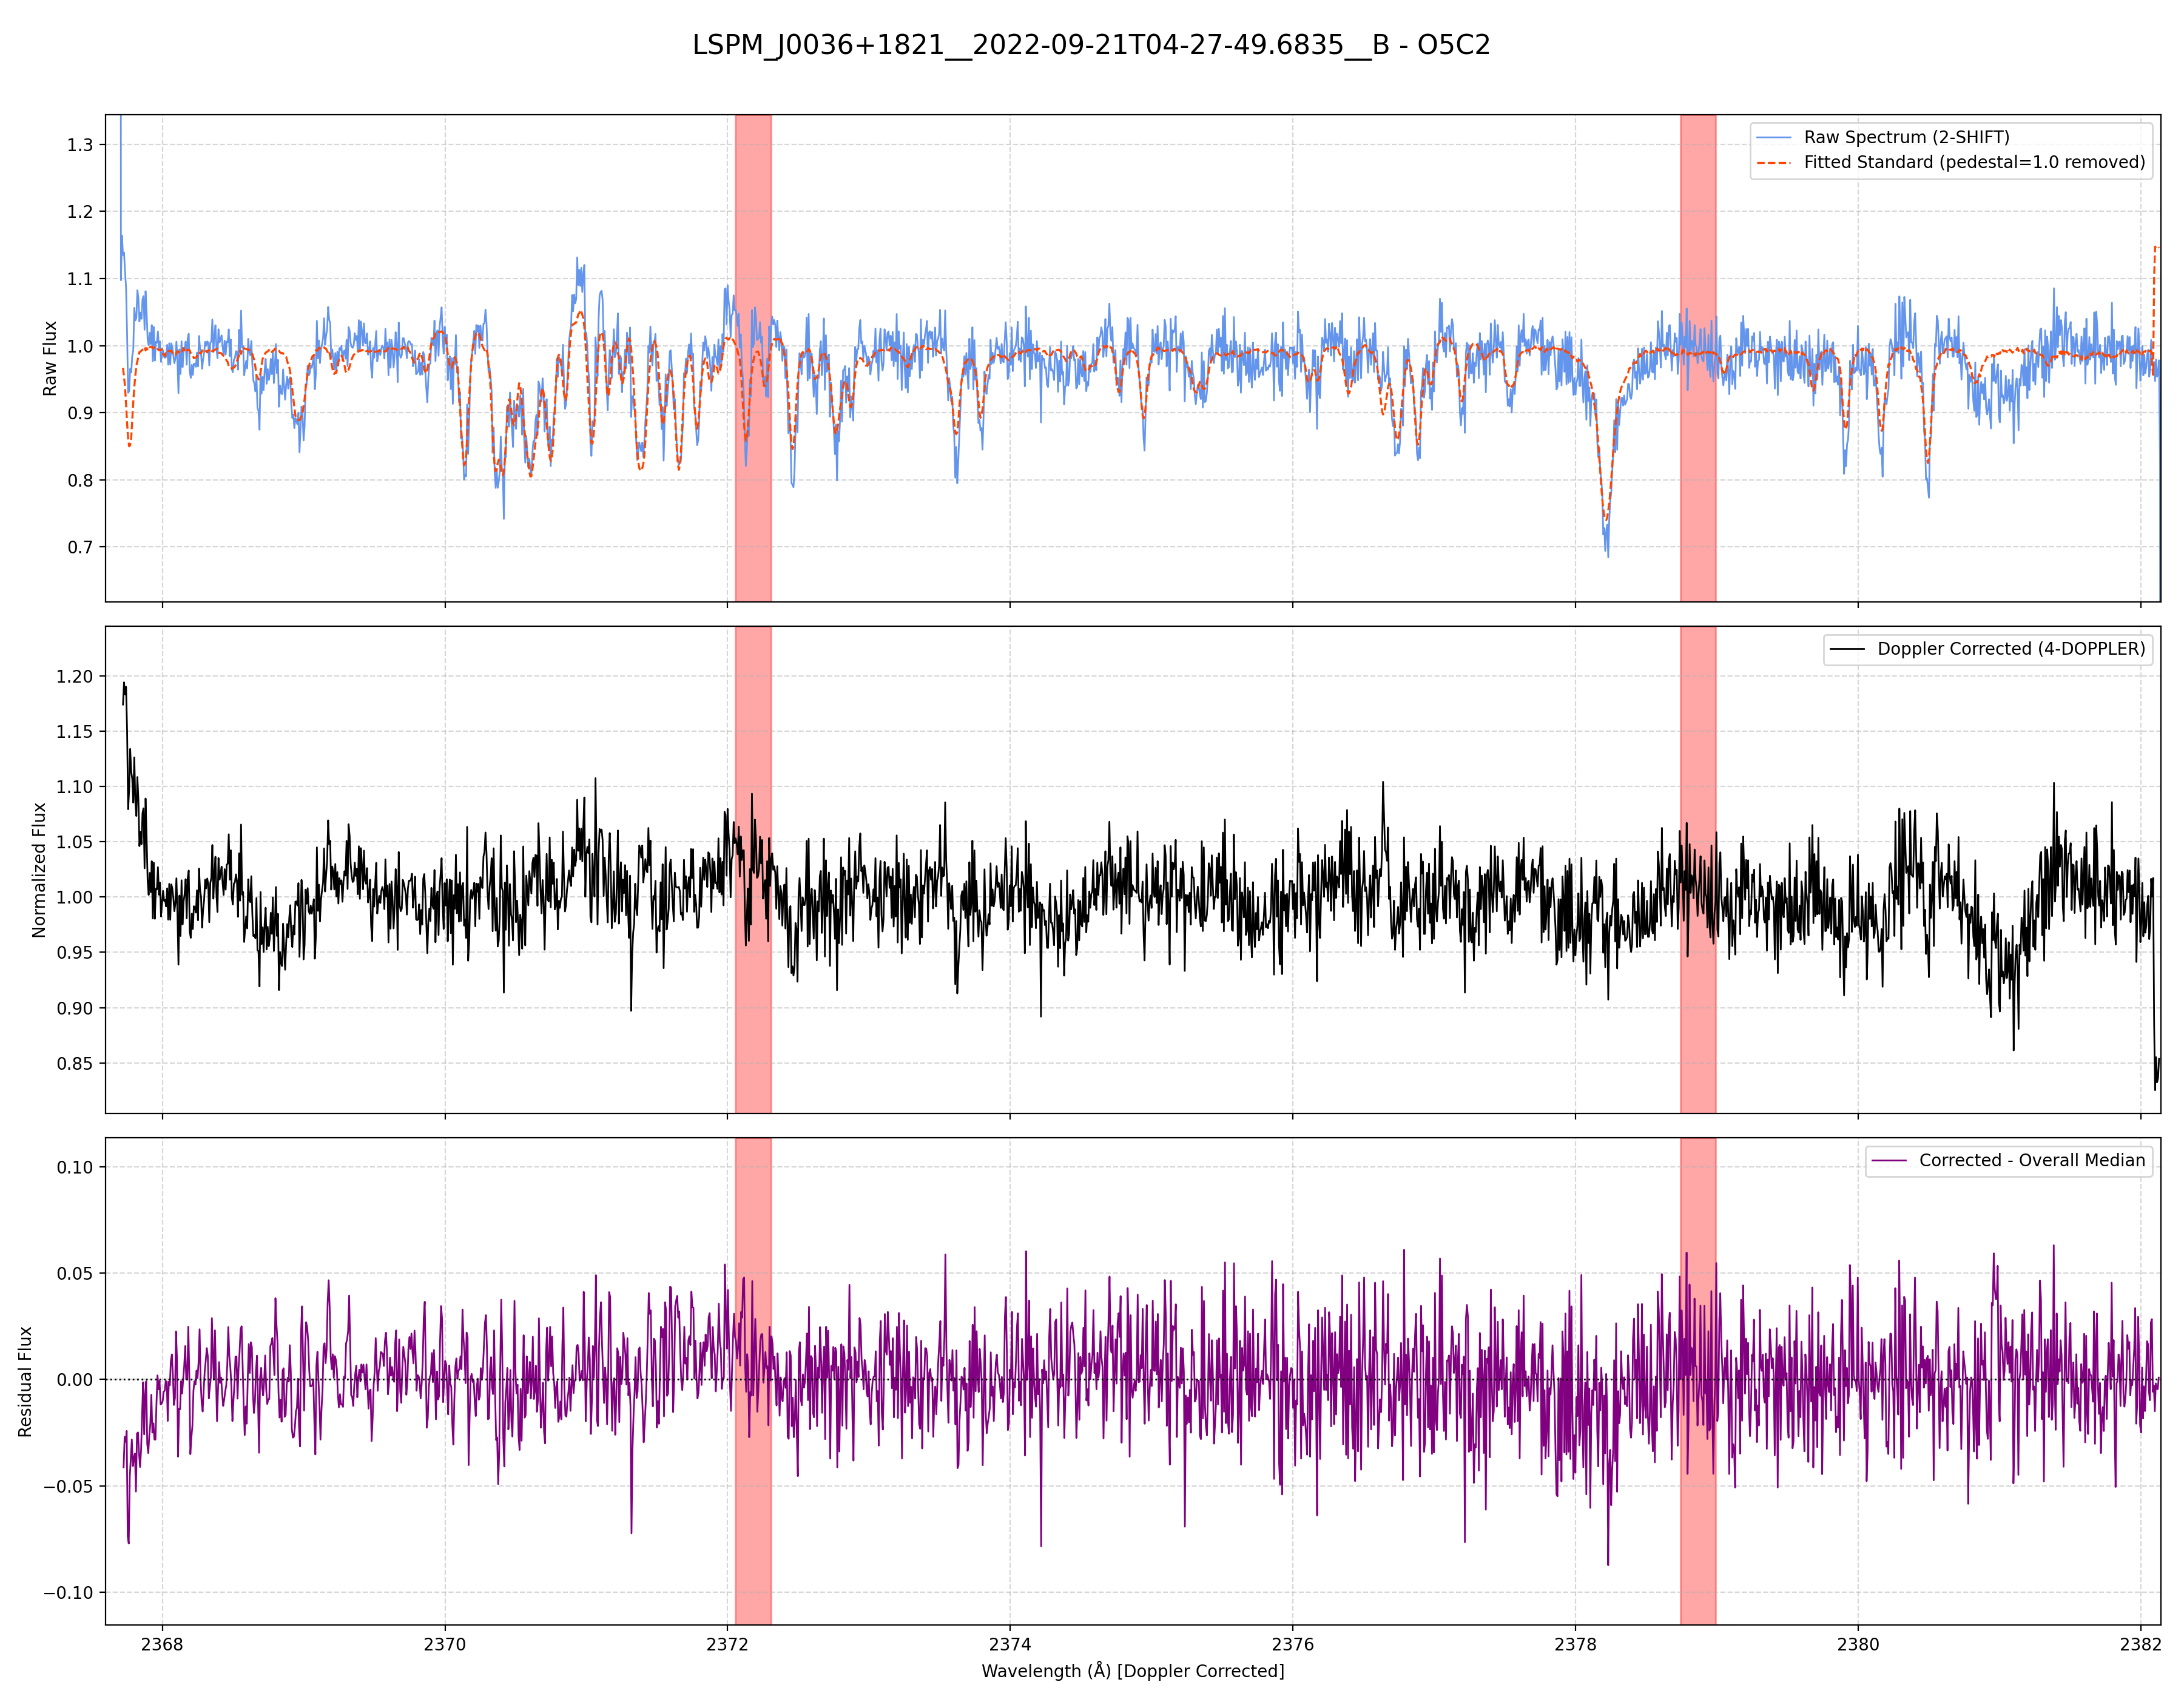 LSPM_J0036+1821__2022-09-21T04-27-49.6835__B - O5C2
Raw Flux
1.3
1.2
1.1
1.0
0.9
0.8
0.7
Raw Spectrum (2-SHIFT)
Fitted Standard (pedestal=1.0 removed)
Normalized Flux
1.20
1.15
1.10
1.05
1.00
0.95
0.90
0.85
Doppler Corrected (4-DOPPLER)
Residual Flux
0.10
0.05
0.00
−0.05
−0.10
Corrected - Overall Median
2368 2370 2372 2374 2376 2378 2380 2382
Wavelength (Å) [Doppler Corrected]